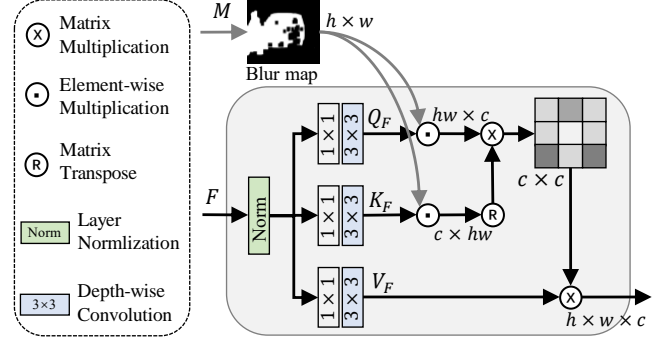 X
Matrix
Multiplication
Element-wise
Multiplication
R
Matrix
Transpose
Norm
Layer
Normlization
3×3
Depth-wise
Convolution
M
h × w
Blur map
F
Norm
1 × 1
3 × 3
Q_F
hw × c
X
c × c
1 × 1
3 × 3
K_F
c × hw
R
1 × 1
3 × 3
V_F
X
h × w × c